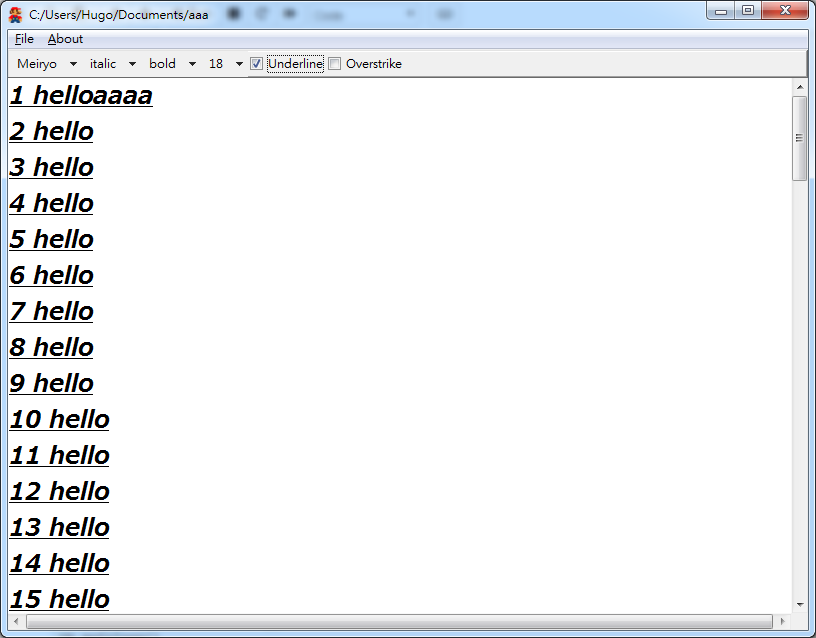 C:/Users/Hugo/Documents/aaa
File About
Meiryo italic bold 18 Underline Overstrike
1 helloaaaa
2 hello
3 hello
4 hello
5 hello
6 hello
7 hello
8 hello
9 hello
10 hello
11 hello
12 hello
13 hello
14 hello
15 hello